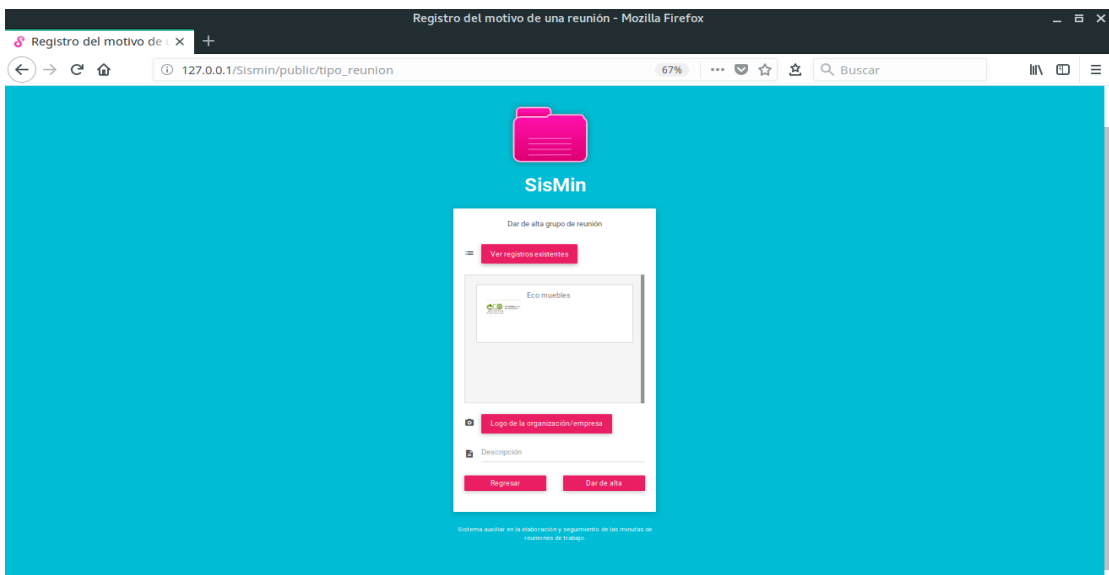 Registro del motivo de una reunión - Mozilla Firefox
Registro del motivo de
127.0.0.1/Sismin/public/tipo_reunion
67%
Buscar
SisMin
Dar de alta grupo de reunión
Ver registros existentes
Eco muebles
eco
Logo de la organización/empresa
Descripción
Regresar
Dar de alta
Sistema auxiliar en la elaboración y seguimiento de las minutas de
reuniones de trabajo.